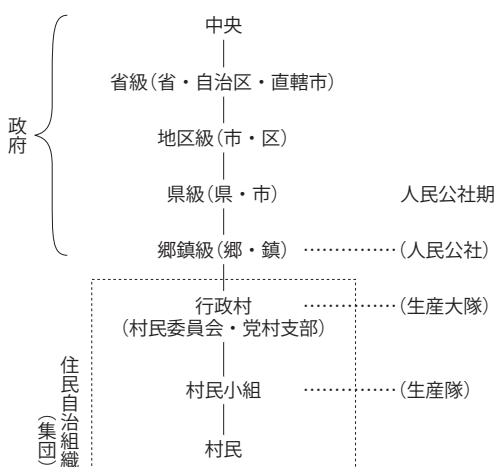 中央
省級（省・自治区・直轄市）
政府
地区級（市・区）
県級（県・市）
人民公社期
郷鎮級（郷・鎮）
（人民公社）
行政村
（生産大隊）
（村民委員会・党村支部）
住民自治組織
（集団）
村民小組
（生産隊）
村民